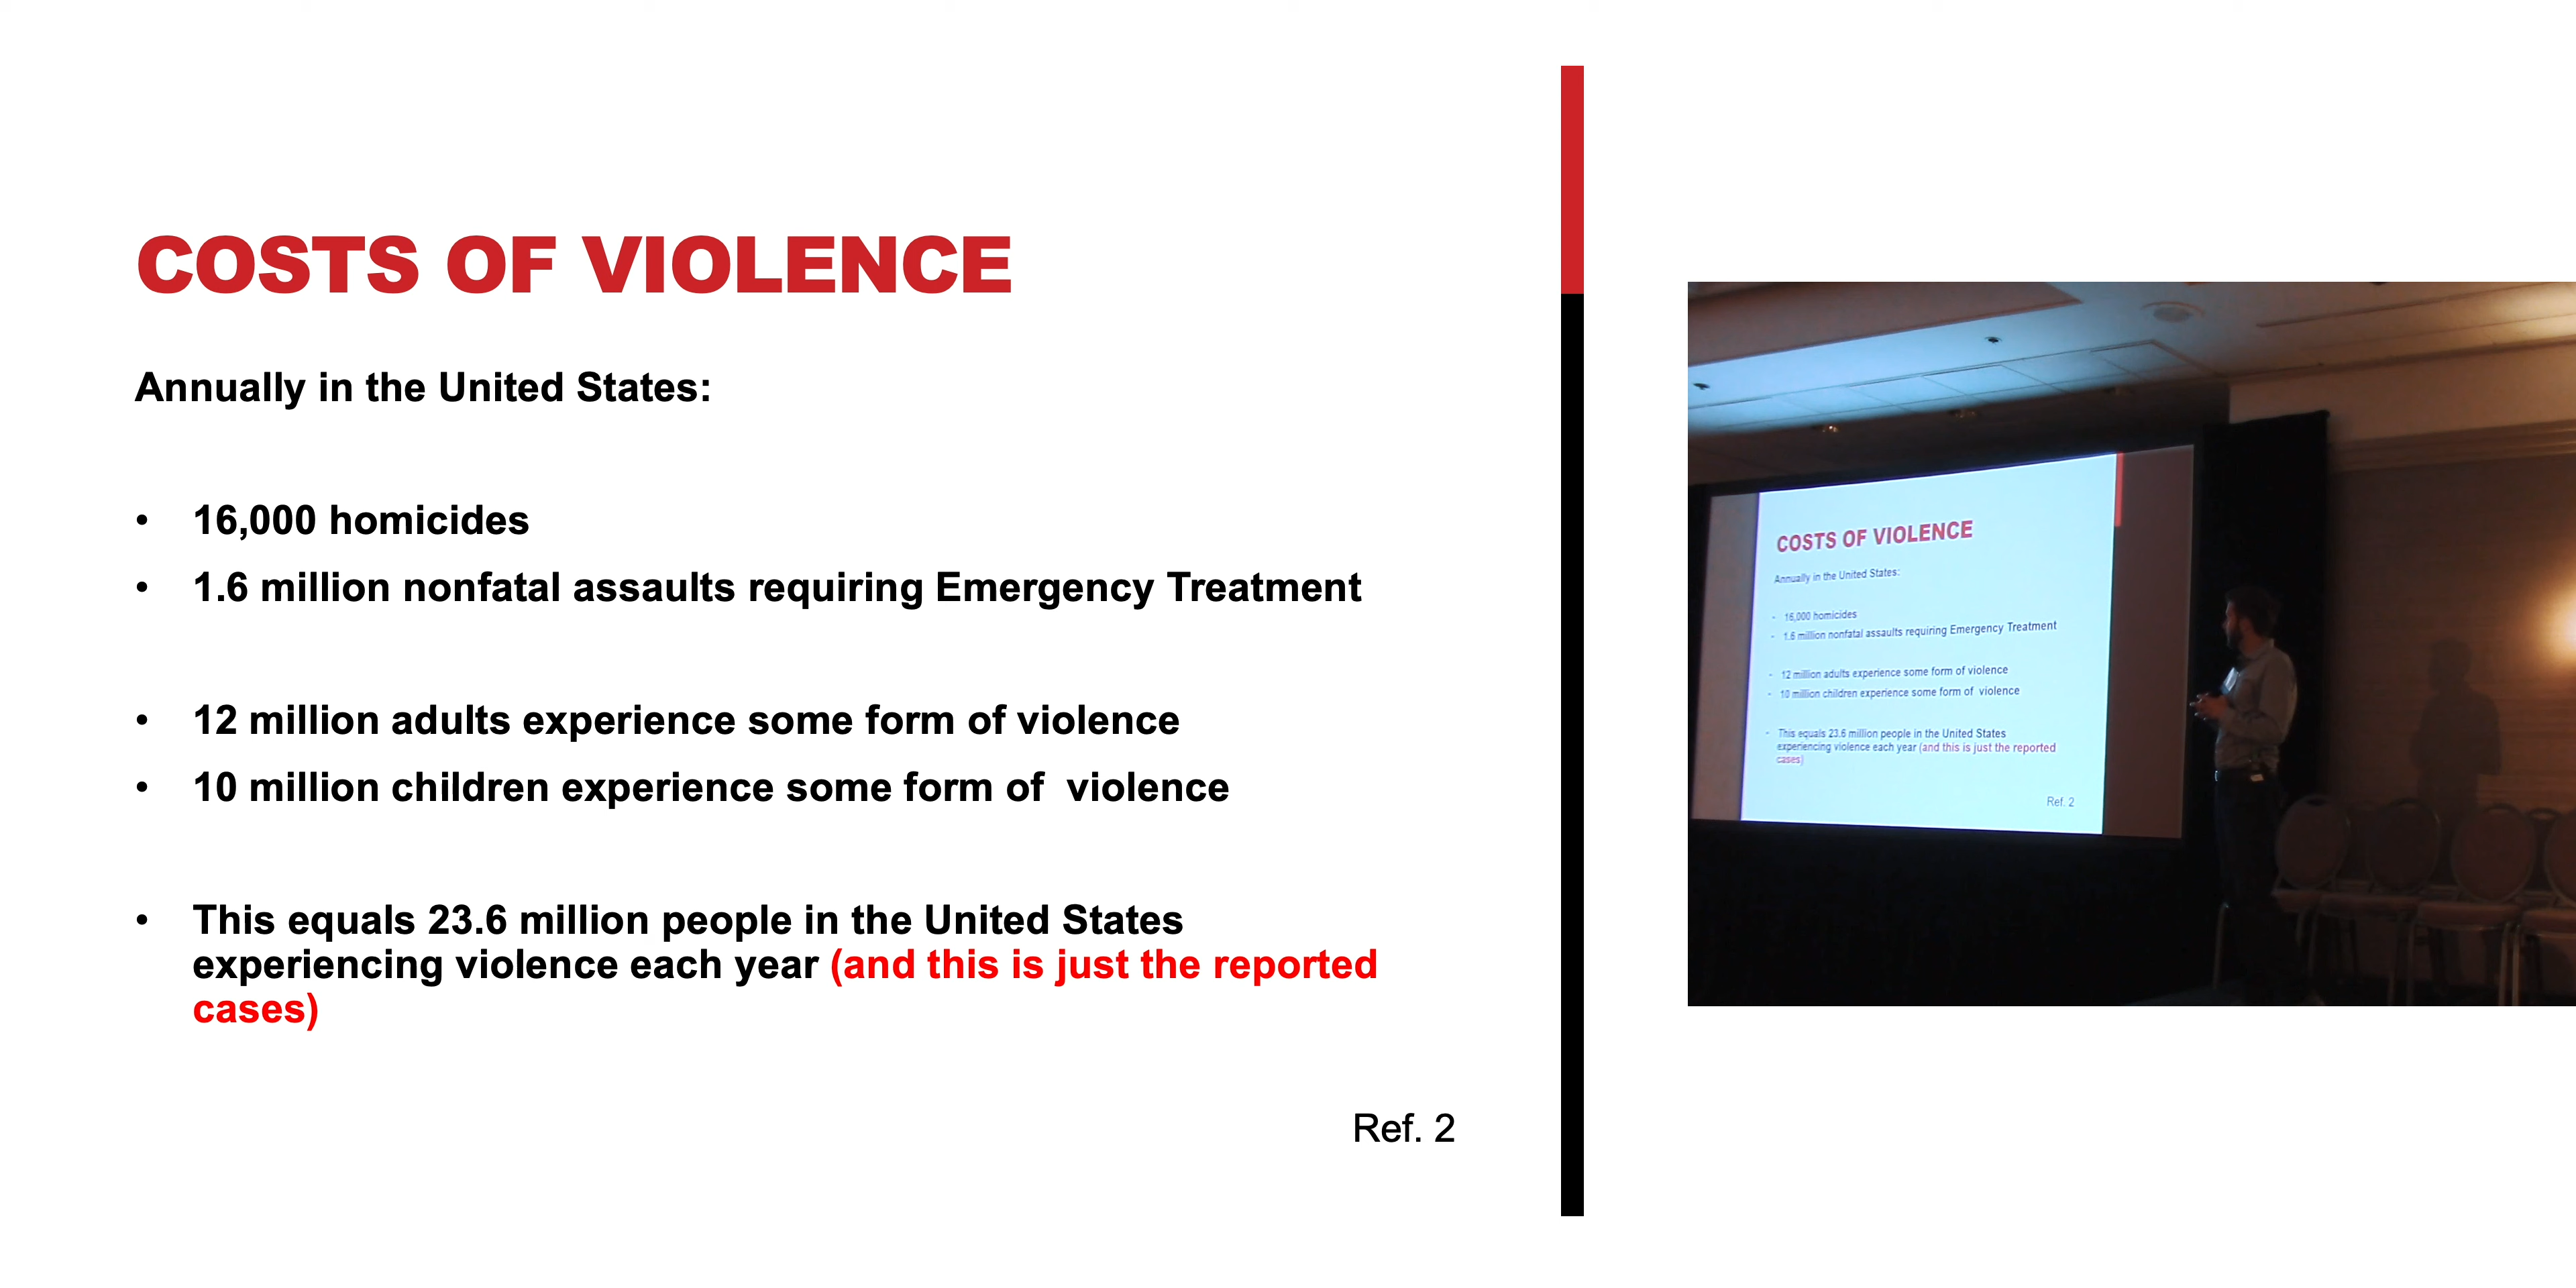 COSTS OF VIOLENCE
Annually in the United States:
• 16,000 homicides
• 1.6 million nonfatal assaults requiring Emergency Treatment
• 12 million adults experience some form of violence
• 10 million children experience some form of  violence
• This equals 23.6 million people in the United States
experiencing violence each year (and this is just the reported
cases)
Ref. 2
COSTS OF VIOLENCE
Annually in the United States:
- 16,000 homicides
- 1.6 million nonfatal assaults requiring Emergency Treatment
- 12 million adults experience some form of violence
- 10 million children experience some form of  violence
- This equals 23.6 million people in the United States
experiencing violence each year (and this is just the reported
cases)
Ref. 2